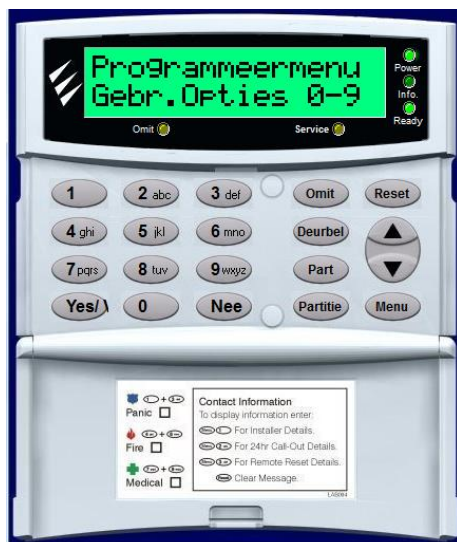 Programmeermenu
Gebr.Opties 0-9
Power
Info.
Ready
Omit
Service
1
2 abc
3 def
Omit
Reset
4 ghi
5 jkl
6 mno
Deurbel
7 pqrs
8 tuv
9 wxyz
Part
Yes/
0
Nee
Partitie
Menu
Panic
Fire
Medical
Contact Information
To display information enter:
For Installer Details.
For 24hr Call-Out Details.
For Remote Reset Details.
Clear Message.
LAB064